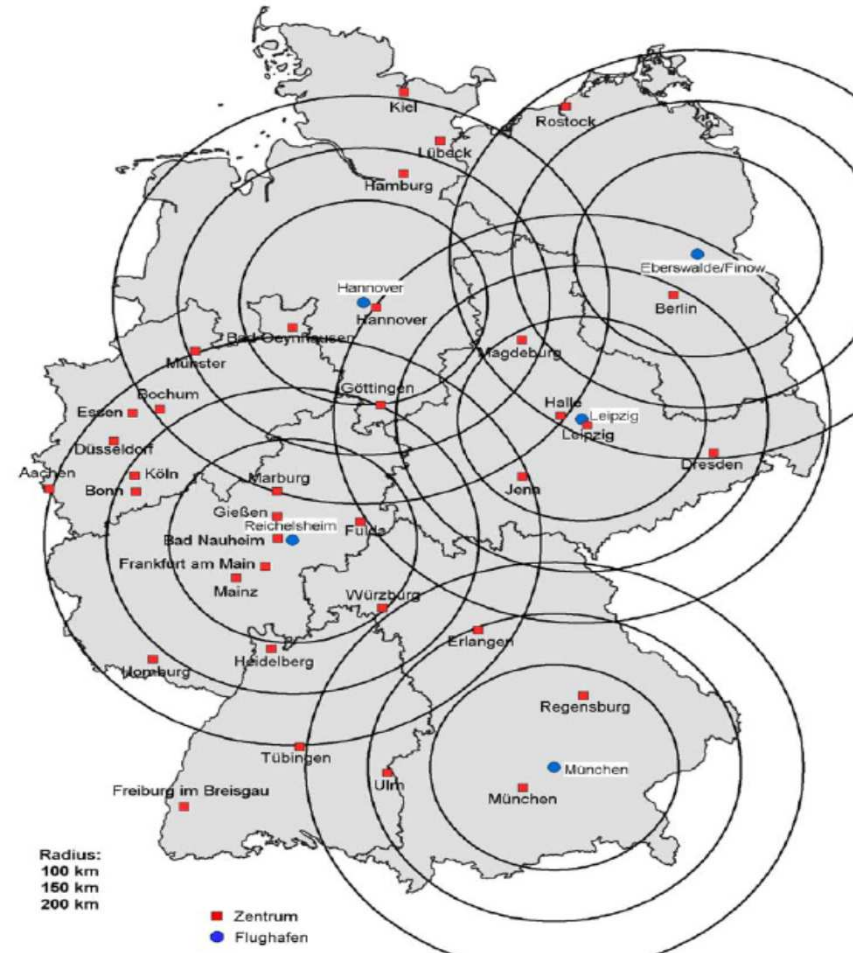 Kiel
Rostock
Lübeck
Hamburg
Eberswalde/Finow
Hannover
Berlin
Hannover
Bad Oeynhausen
Magdeburg
Münster
Göttingen
Bochum
Halle
Leipzig
Essen
Leipzig
Düsseldorf
Dresden
Aachen
Köln
Marburg
Jena
Bonn
Gießen
Reichelsheim
Fulda
Bad Nauheim
Frankfurt am Main
Mainz
Würzburg
Erlangen
Heidelberg
Homburg
Regensburg
Tübingen
München
Ulm
Freiburg im Breisgau
München
Radius:
100 km
150 km
200 km
Zentrum
Flughafen